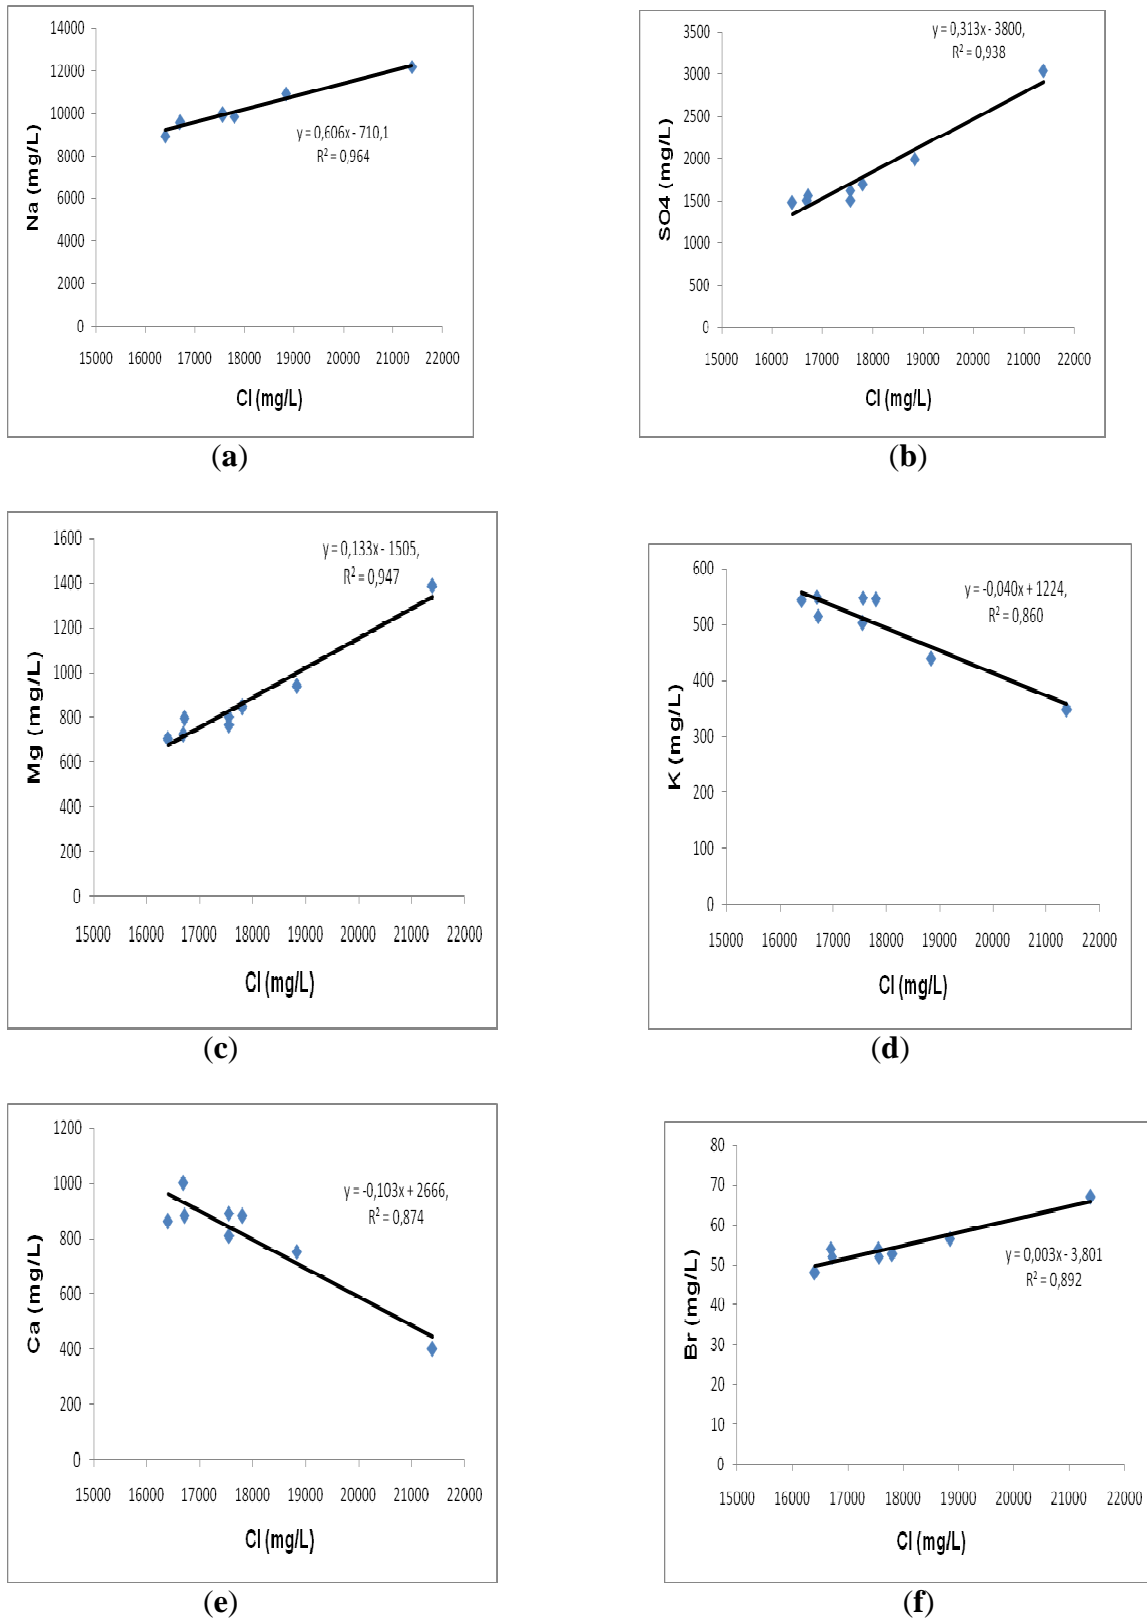 14000
12000
10000
8000
6000
4000
2000
0
Na (mg/L)
y = 0,606x - 710,1
R² = 0,964
15000 16000 17000 18000 19000 20000 21000 22000
Cl (mg/L)
(a)
3500
3000
2500
2000
1500
1000
500
0
SO4 (mg/L)
y = 0,313x - 3800,
R² = 0,938
15000 16000 17000 18000 19000 20000 21000 22000
Cl (mg/L)
(b)
1600
1400
1200
1000
800
600
400
200
0
Mg (mg/L)
y = 0,133x - 1505,
R² = 0,947
15000 16000 17000 18000 19000 20000 21000 22000
Cl (mg/L)
(c)
600
500
400
300
200
100
0
K (mg/L)
y = -0,040x + 1224,
R² = 0,860
15000 16000 17000 18000 19000 20000 21000 22000
Cl (mg/L)
(d)
1200
1000
800
600
400
200
0
Ca (mg/L)
y = -0,103x + 2666,
R² = 0,874
15000 16000 17000 18000 19000 20000 21000 22000
Cl (mg/L)
(e)
80
70
60
50
40
30
20
10
0
Br (mg/L)
y = 0,003x - 3,801
R² = 0,892
15000 16000 17000 18000 19000 20000 21000 22000
Cl (mg/L)
(f)